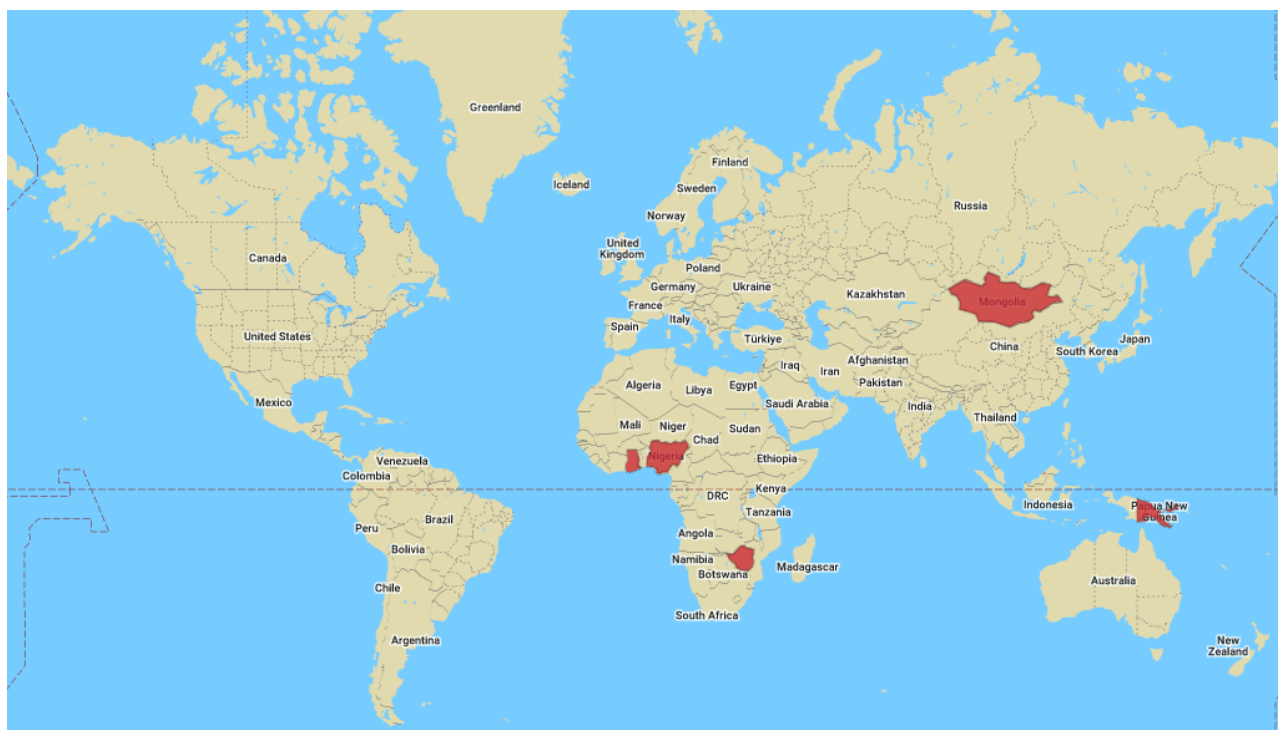 Greenland
Finland
Iceland
Sweden
Russia
Norway
United
Kingdom
Canada
Poland
Germany
Ukraine
Kazakhstan
Mongolia
France
Italy
Spain
United States
Türkiye
Japan
China
South Korea
Afghanistan
Iraq
Iran
Pakistan
Algeria
Libya
Egypt
Mexico
Saudi Arabia
India
Thailand
Mali
Niger
Sudan
Chad
Nigeria
Ethiopia
Venezuela
Colombia
Kenya
DRC
Indonesia
Papua New
Guinea
Tanzania
Brazil
Peru
Angola
Bolivia
Namibia
Madagascar
Botswana
Australia
Chile
South Africa
Argentina
New
Zealand